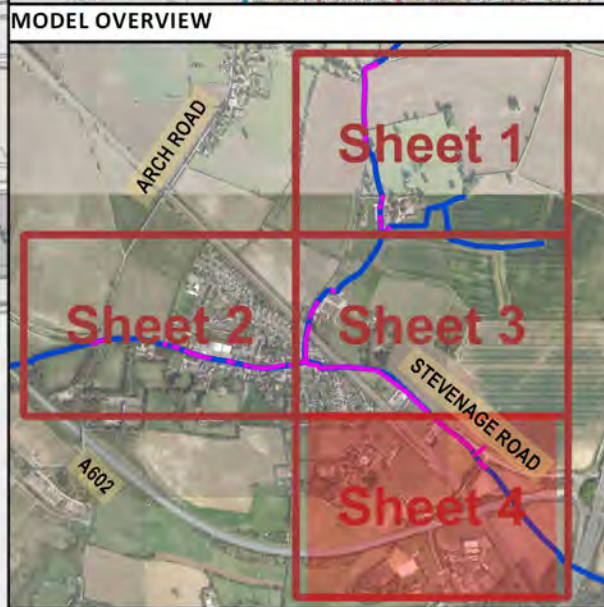 MODEL OVERVIEW
ARCH ROAD
Sheet 1
Sheet 2
Sheet 3
STEVENAGE ROAD
A602
Sheet 4